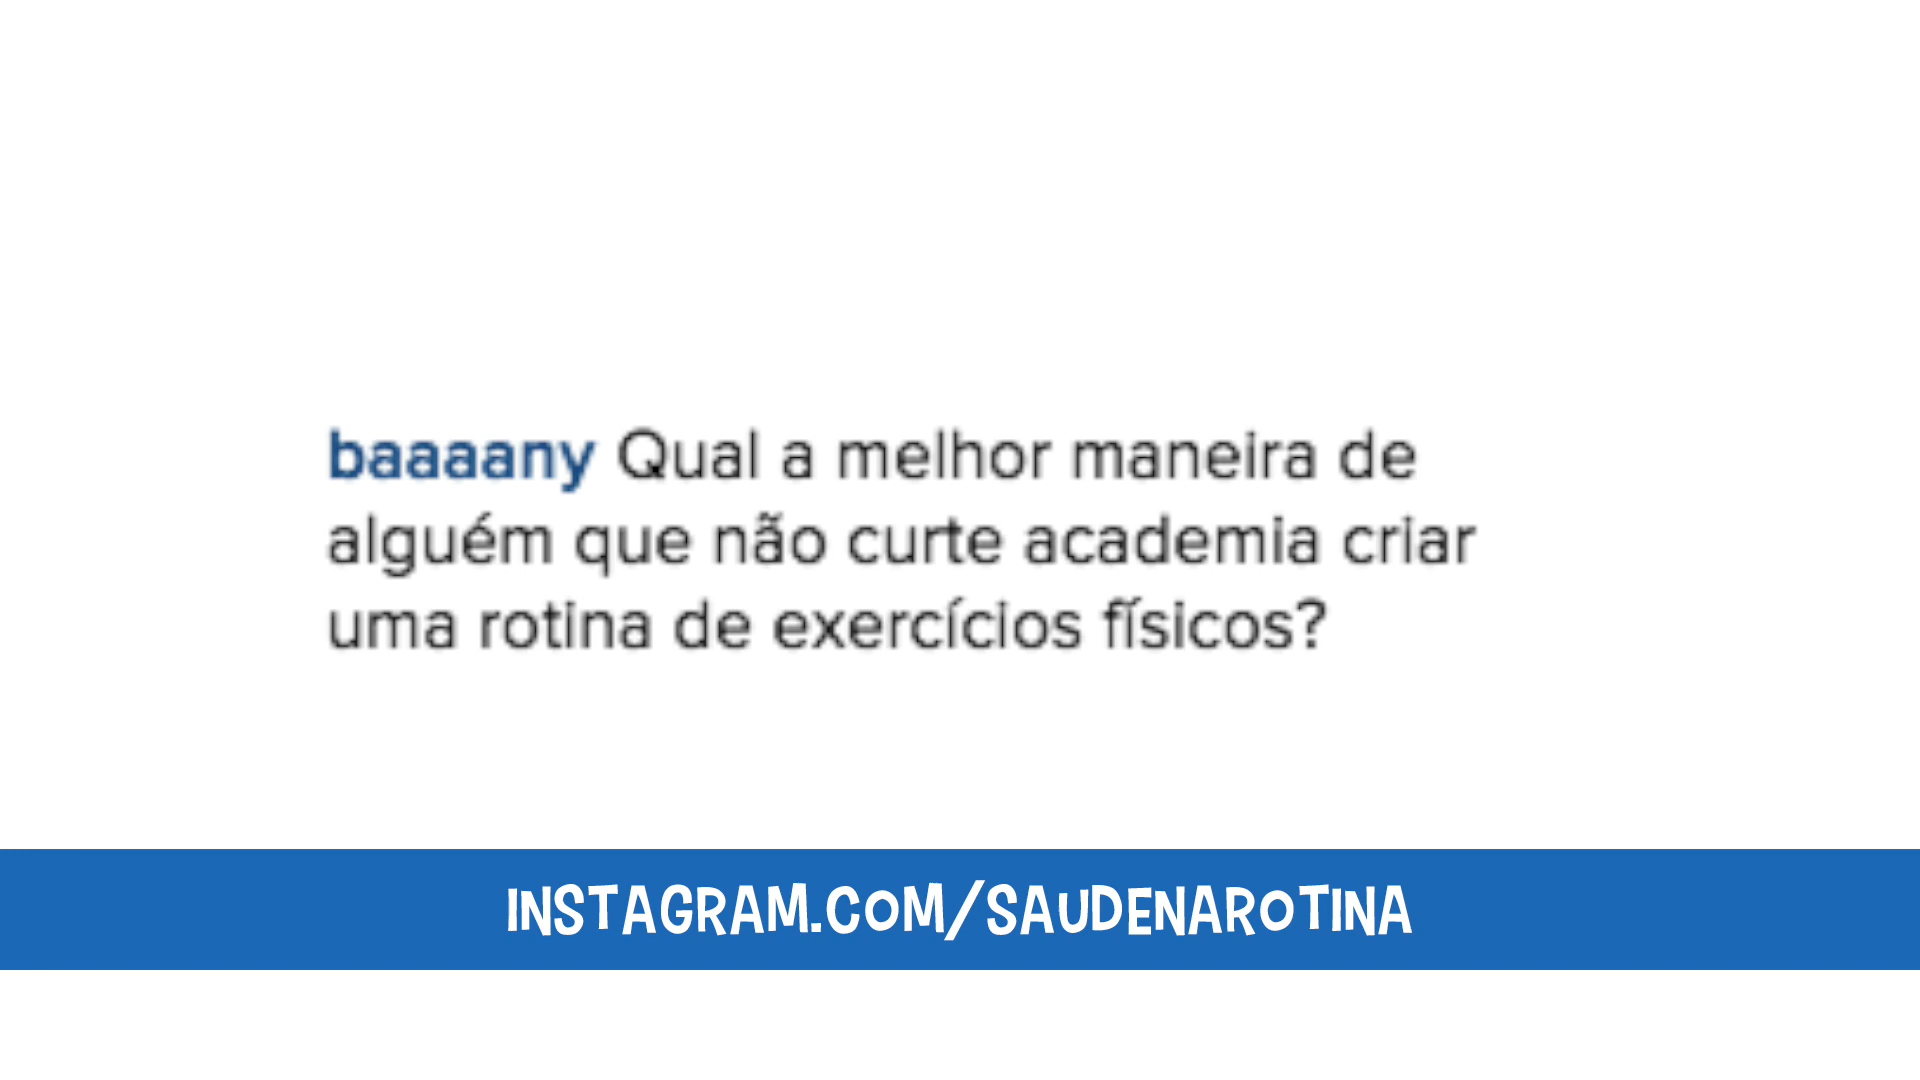 baaaany Qual a melhor maneira de
alguém que não curte academia criar
uma rotina de exercícios físicos?
INSTAGRAM.COM/SAUDENAROTINA